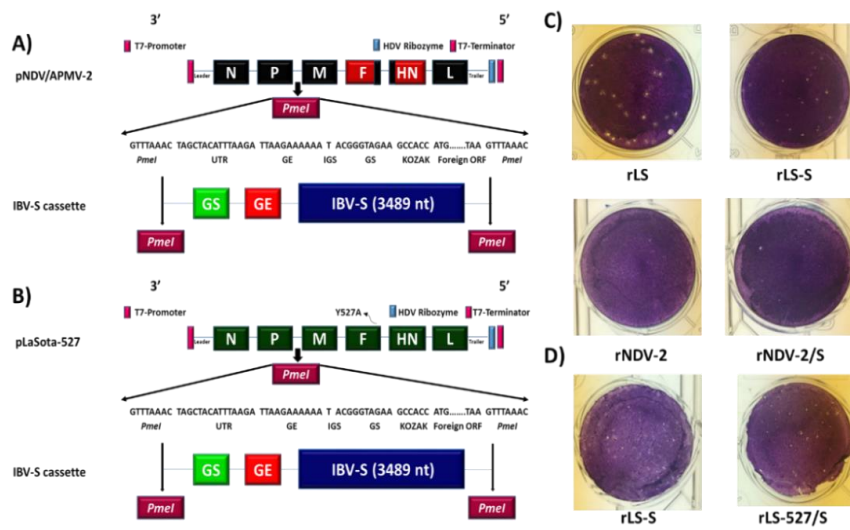 A)
3’ 5’
T7-Promoter HDV Ribozyme T7-Terminator
pNDV/APMV-2
Leader N P M F HN L Trailer
PmeI
GTTTAAAC TAGCTACATTTAAGA TTAAGAAAAAA T ACGGGTAGAA GCCACC ATG.......TAA GTTTAAAC
PmeI UTR GE IGS GS KOZAK Foreign ORF PmeI
IBV-S cassette
GS GE IBV-S (3489 nt)
PmeI PmeI
B)
3’ 5’
Y527A
T7-Promoter HDV Ribozyme T7-Terminator
pLaSota-527
Leader N P M F HN L Trailer
PmeI
GTTTAAAC TAGCTACATTTAAGA TTAAGAAAAAA T ACGGGTAGAA GCCACC ATG.......TAA GTTTAAAC
PmeI UTR GE IGS GS KOZAK Foreign ORF PmeI
IBV-S cassette
GS GE IBV-S (3489 nt)
PmeI PmeI
C)
rLS rLS-S
rNDV-2 rNDV-2/S
D)
rLS-S rLS-527/S